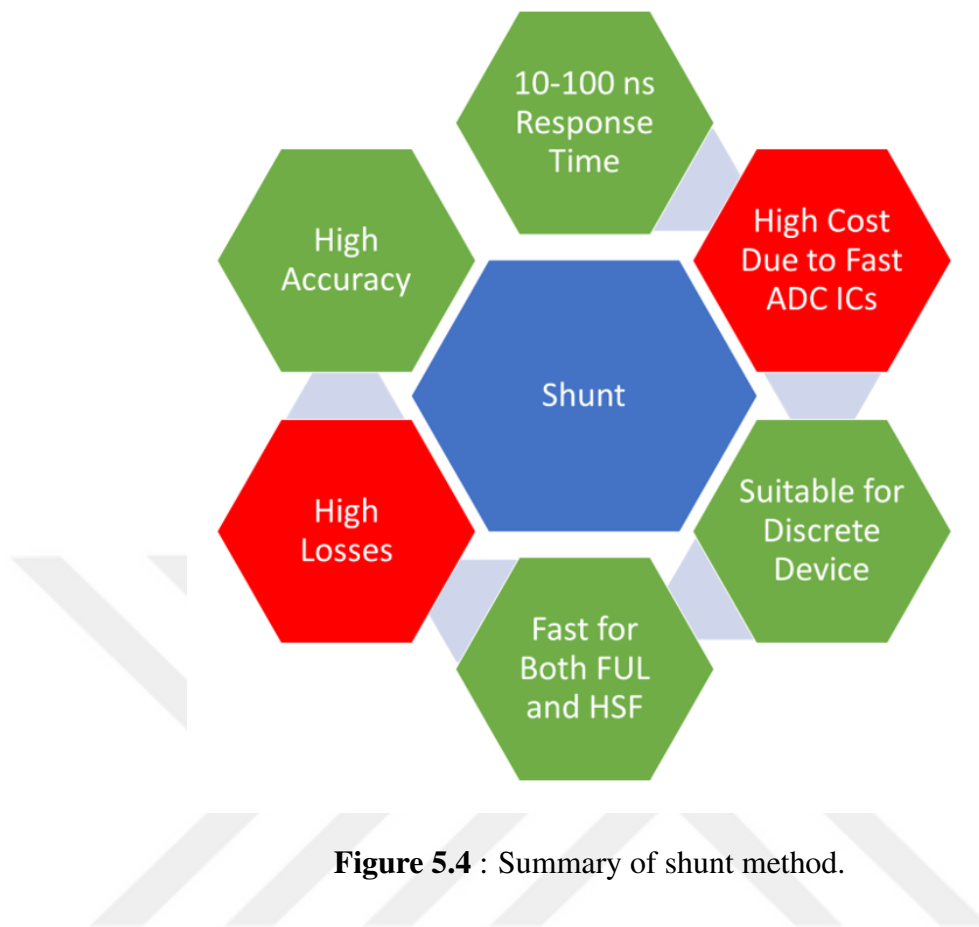 10-100 ns
Response
Time
High Cost
Due to Fast
ADC ICs
High
Accuracy
Shunt
Suitable for
Discrete
Device
High
Losses
Fast for
Both FUL
and HSF
Figure 5.4 : Summary of shunt method.